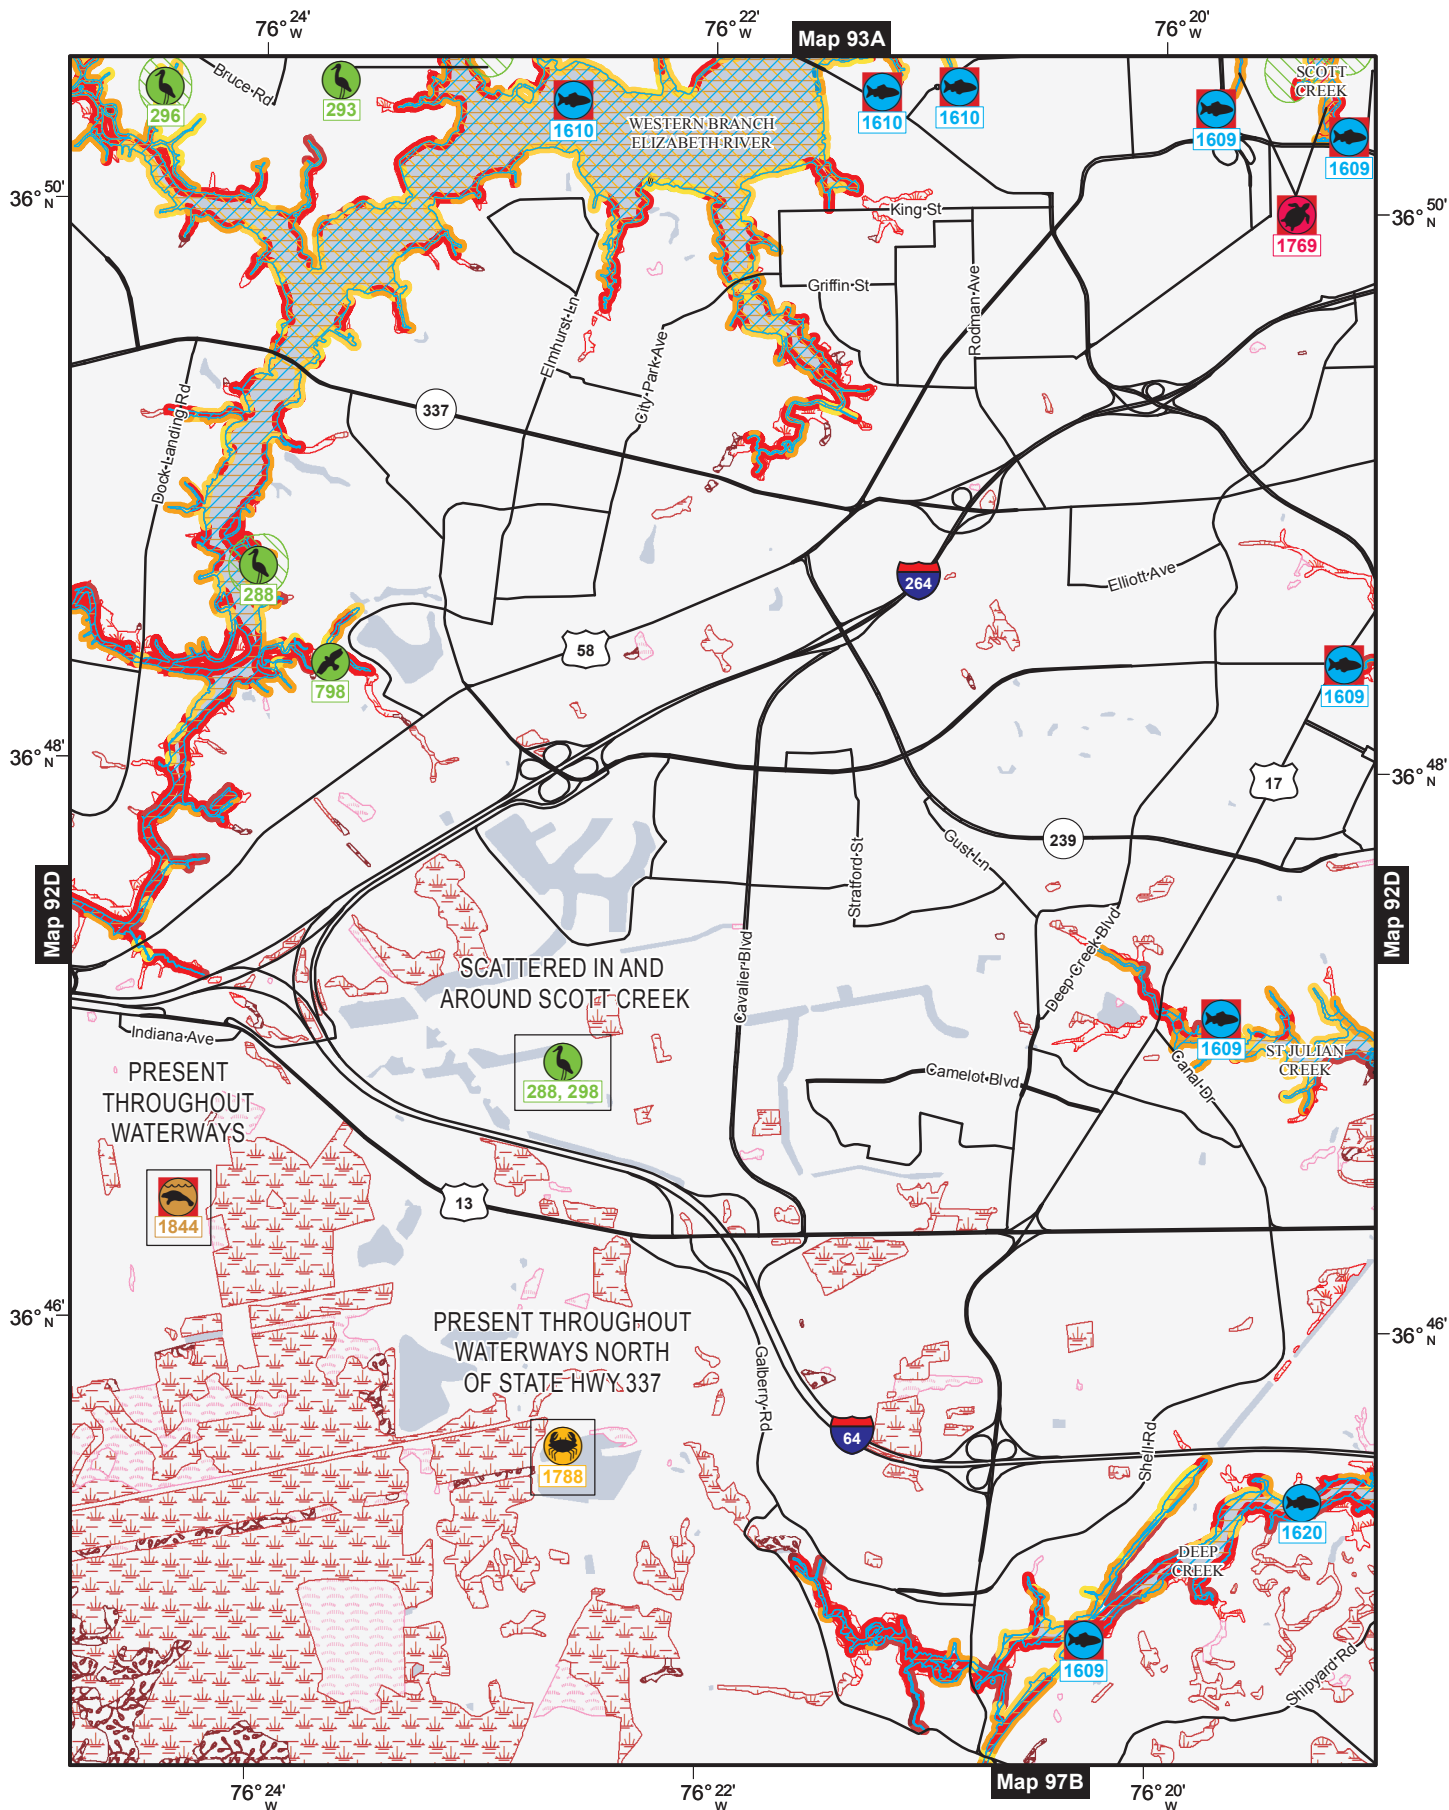 76° 24' W
76° 22' W
Map 93A
76° 20' W
Bruce Rd
296
293
1610
WESTERN BRANCH
ELIZABETH RIVER
1610
1610
1609
SCOTT
CREEK
1609
36° 50' N
36° 50' N
King St
1769
Griffin St
Rodman Ave
Elmhurst Ln
City Park Ave
337
Dock Landing Rd
288
264
Elliott Ave
58
798
1609
36° 48' N
36° 48' N
17
239
Gust Ln
Stratford St
Map 92D
Map 92D
Deep Creek Blvd
Cavalier Blvd
SCATTERED IN AND
AROUND SCOTT CREEK
288, 298
Indiana Ave
1609
ST JULIAN
CREEK
Canal Dr
Camelot Blvd
PRESENT
THROUGHOUT
WATERWAYS
1844
13
36° 46' N
36° 46' N
PRESENT THROUGHOUT
WATERWAYS NORTH
OF STATE HWY 337
1788
Galberry Rd
64
Shell Rd
1620
DEEP
CREEK
1609
Shipyard Rd
76° 24' W
76° 22' W
Map 97B
76° 20' W